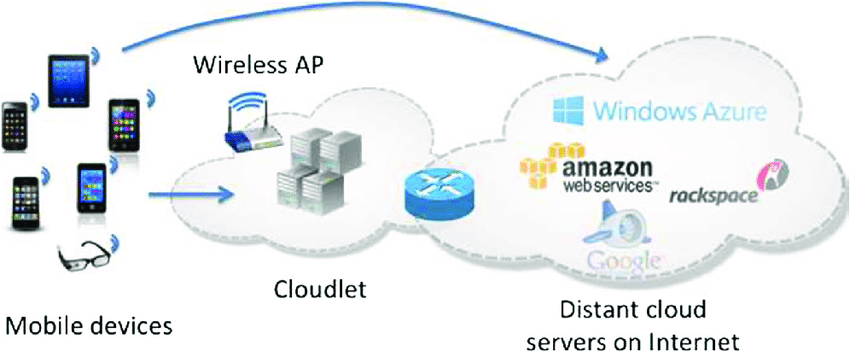 Wireless AP
Windows Azure
amazon
web services™
rackspace
Google
Cloudlet
Mobile devices
Distant cloud
servers on Internet